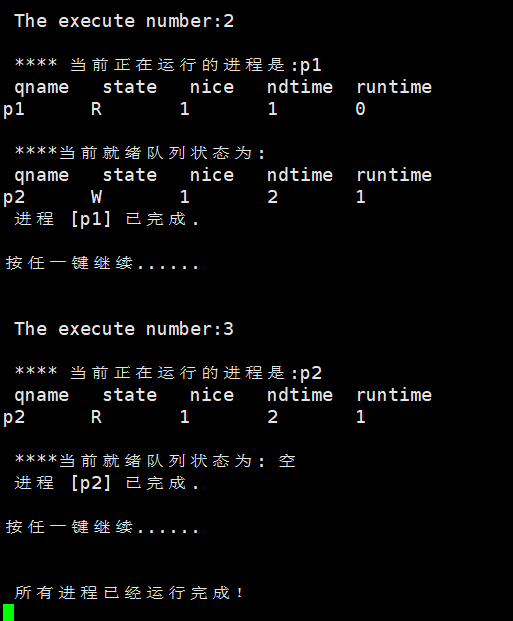 The execute number:2
**** 当前正在运行的进程是:p1
qname state nice ndtime runtime
p1 R 1 1 0
****当前就绪队列状态为:
qname state nice ndtime runtime
p2 W 1 2 1
进程 [p1] 已完成.
按任一键继续......
The execute number:3
**** 当前正在运行的进程是:p2
qname state nice ndtime runtime
p2 R 1 2 1
****当前就绪队列状态为: 空
进程 [p2] 已完成.
按任一键继续......
所有进程已经运行完成!